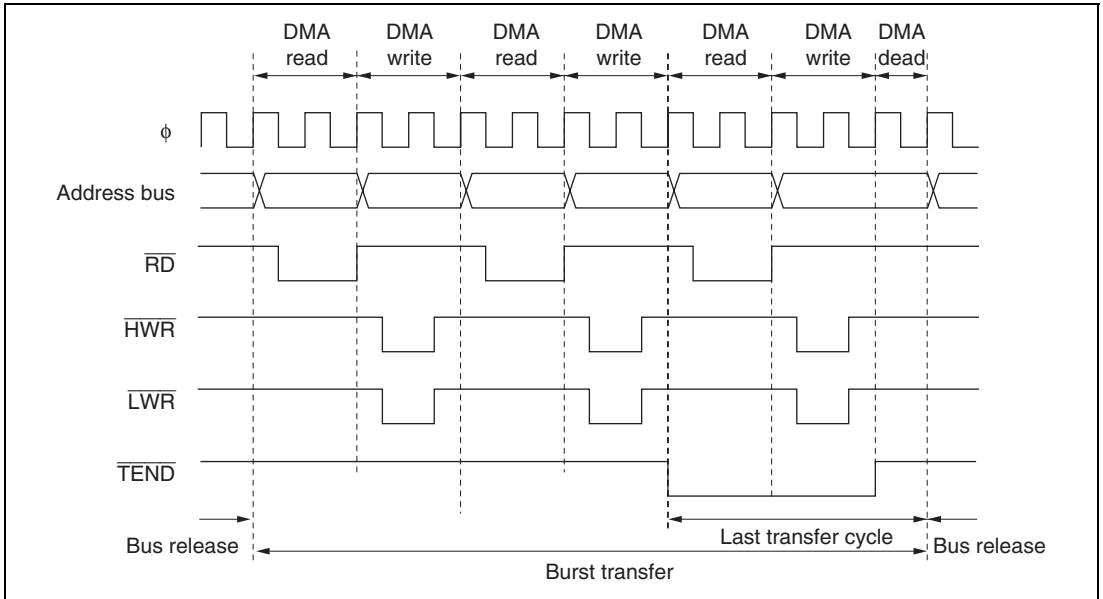 DMA read
DMA write
DMA read
DMA write
DMA read
DMA write
DMA dead
φ
Address bus
RD
HWR
LWR
TEND
Bus release
Last transfer cycle
Bus release
Burst transfer